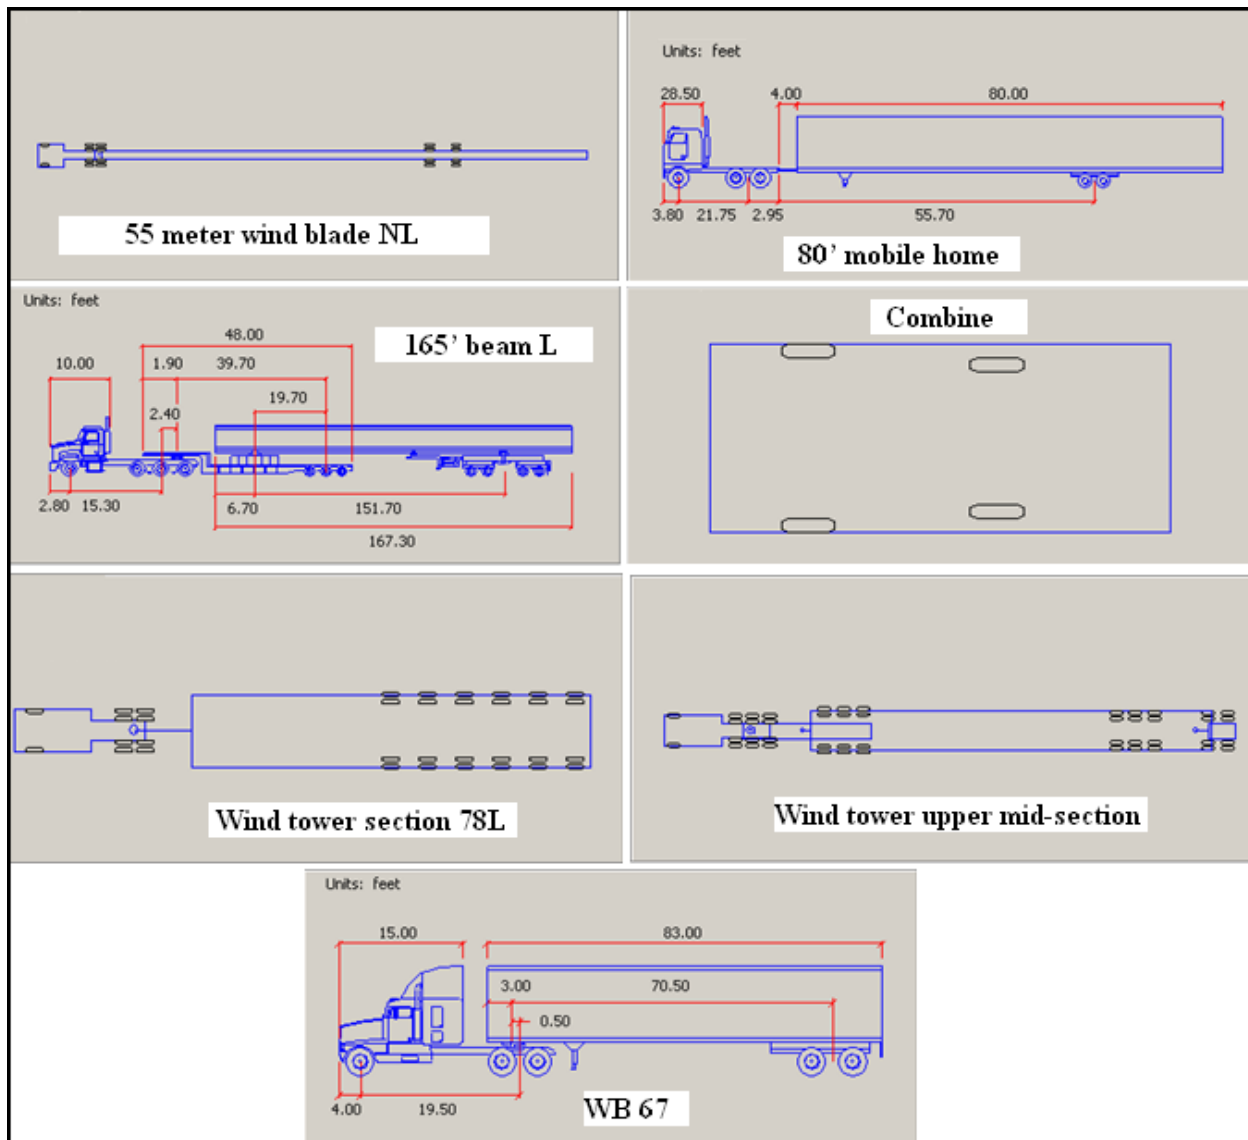 55 meter wind blade NL
Units: feet
28.50 4.00 80.00
3.80 21.75 2.95 55.70
80’ mobile home
Units: feet
48.00
165’ beam L
10.00 1.90 39.70
19.70
2.40
2.80 15.30 6.70 151.70
167.30
Combine
Wind tower section 78L
Wind tower upper mid-section
Units: feet
15.00 83.00
3.00 70.50
0.50
4.00 19.50
WB 67